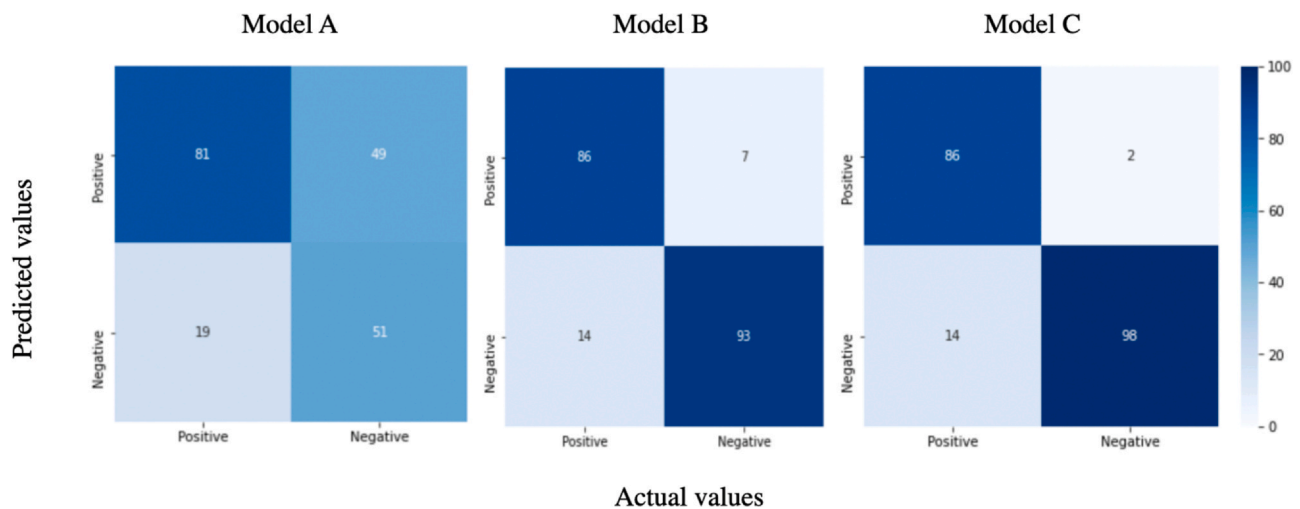 Model A
Model B
Model C
Predicted values
Positive
81
49
Negative
19
51
Positive
Negative
Positive
86
7
Negative
14
93
Positive
Negative
Positive
86
2
Negative
14
98
Positive
Negative
100
80
60
40
20
0
Actual values